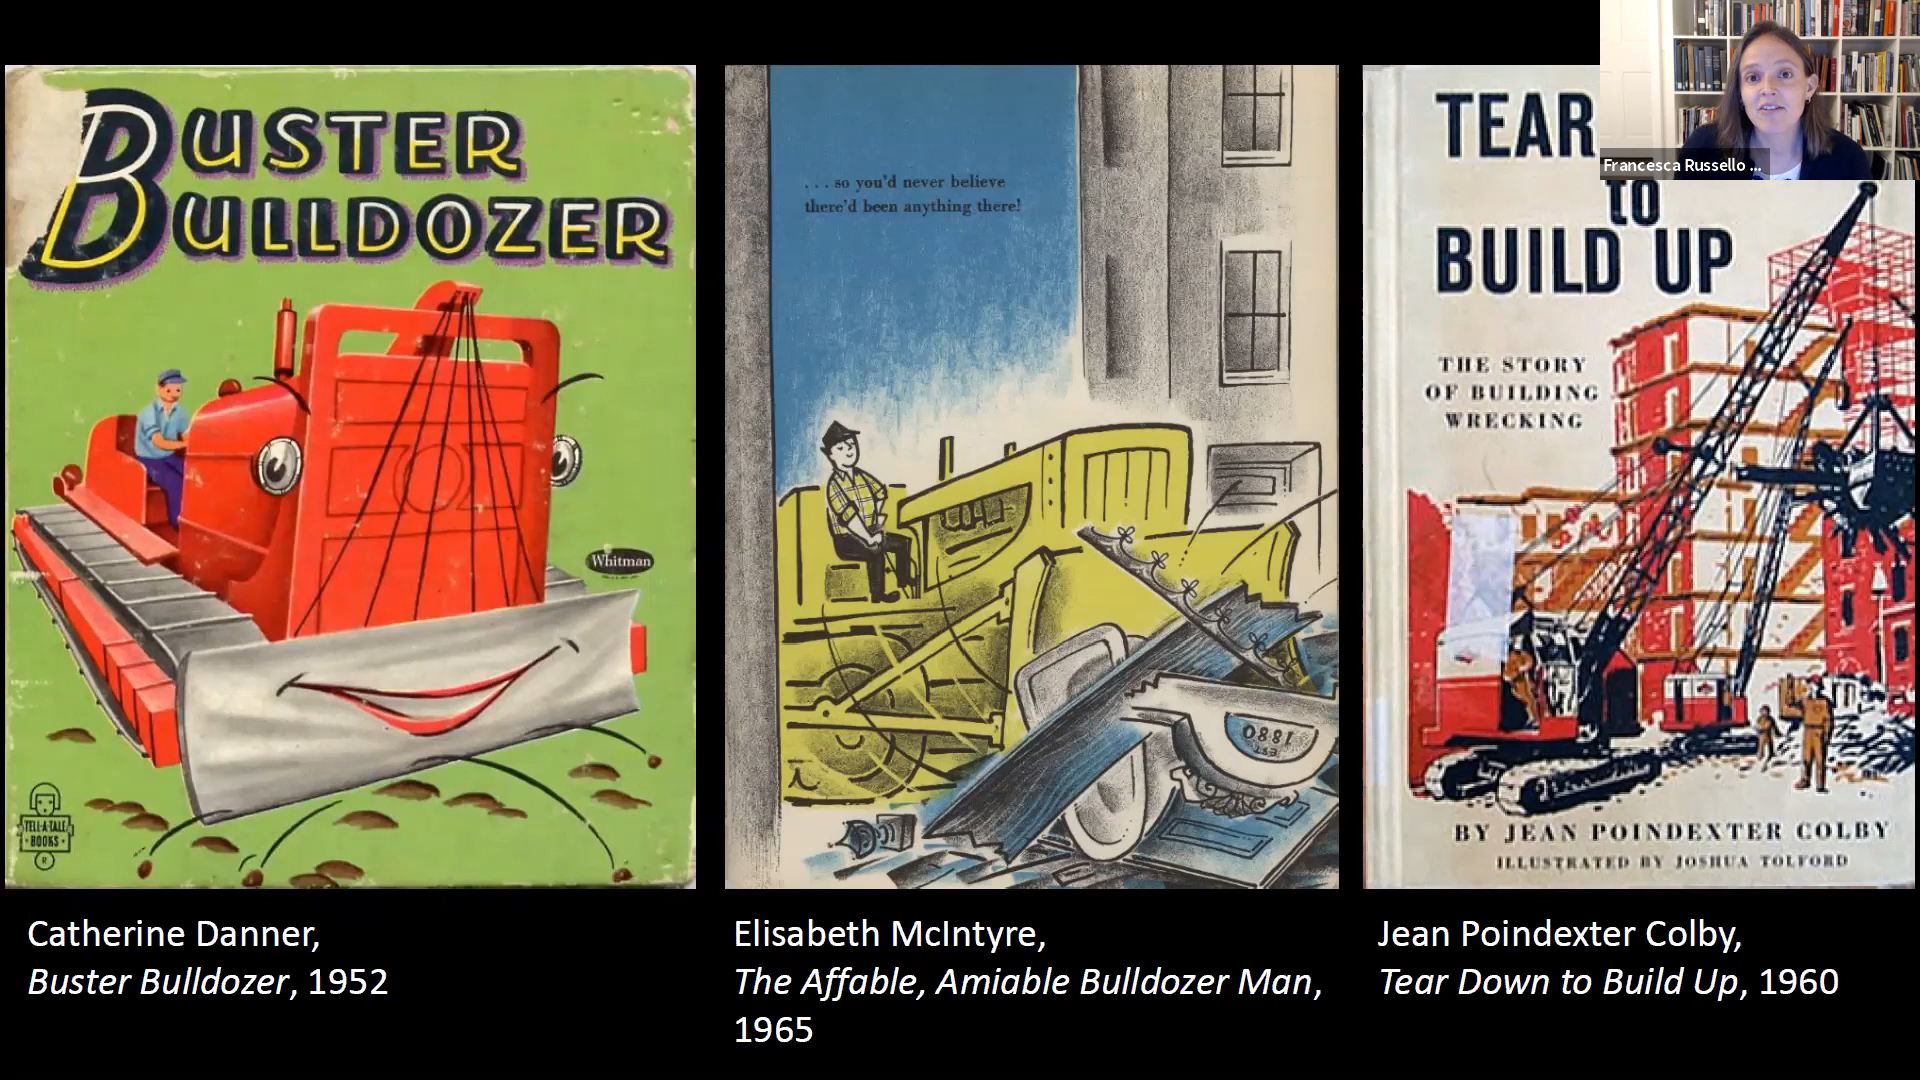 BUSTER
BULLDOZER
Whitman
TELL-A-TALE
BOOKS
R
. . . so you'd never believe
there'd been anything there!
1880
EST
TEAR
to
BUILD UP
THE STORY
OF BUILDING
WRECKING
BY JEAN POINDEXTER COLBY
ILLUSTRATED BY JOSHUA TOLFORD
Francesca Russello ...
Catherine Danner,
Buster Bulldozer, 1952
Elisabeth McIntyre,
The Affable, Amiable Bulldozer Man,
1965
Jean Poindexter Colby,
Tear Down to Build Up, 1960